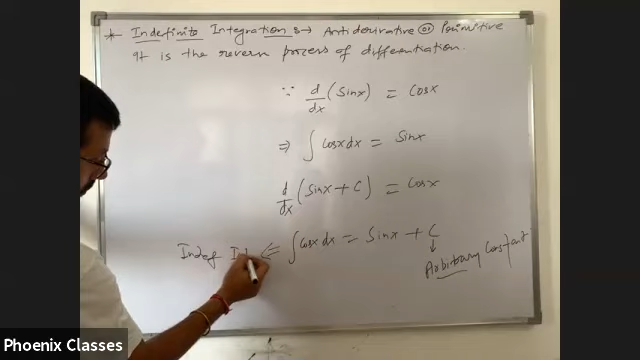 * Indefinite Integration :→ Antiderivative or Primitive
It is the revern process of differentiation.
∵ d/dx (Sinx) = Cosx
⇒ ∫ Cosx dx = Sinx
d/dx (Sinx + C) = Cosx
Indef Int ⇐ ∫ Cosx dx = Sinx + C
↓
Arbitrary Constant
Phoenix Classes